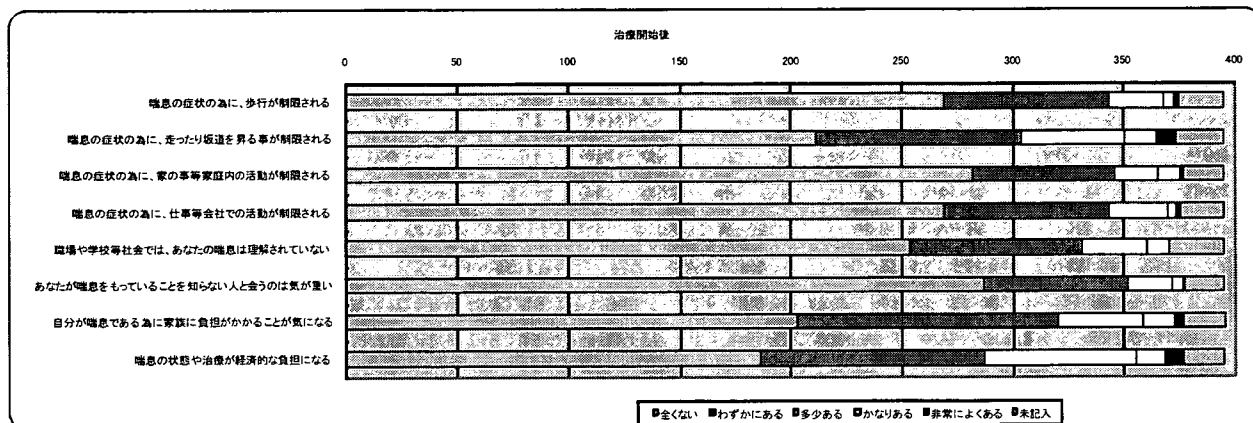 治療開始後
0 50 100 150 200 250 300 350 400
喘息の症状の為に、歩行が制限される
喘息の症状の為に、走ったり坂道を昇る事が制限される
喘息の症状の為に、家の事等家庭内の活動が制限される
喘息の症状の為に、仕事等会社での活動が制限される
職場や学校等社会では、あなたの喘息は理解されていない
あなたが喘息をもっていることを知らない人と会うのは気が重い
自分が喘息である為に家族に負担がかかることが気になる
喘息の状態や治療が経済的な負担になる
全くない わずかにある 多少ある かなりある 非常によくある 未記入